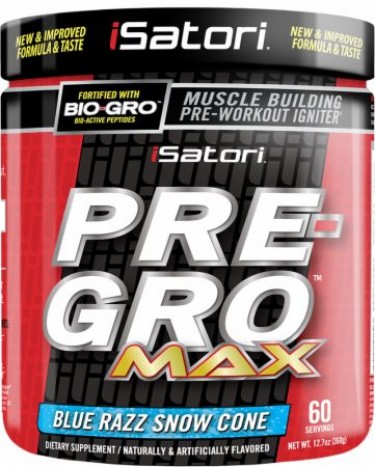 NEW & IMPROVED
FORMULA & TASTE
iSatori.
NEW & IMPROVED
FORMULA & TASTE
FORTIFIED WITH
BIO-GRO™
BIO-ACTIVE PEPTIDES
MUSCLE BUILDING
PRE-WORKOUT IGNITER
iSatori.
PRE-
GRO™
MAX
BLUE RAZZ SNOW CONE
60
SERVINGS
DIETARY SUPPLEMENT / NATURALLY & ARTIFICIALLY FLAVORED
NET WT. 12.7oz (360g)